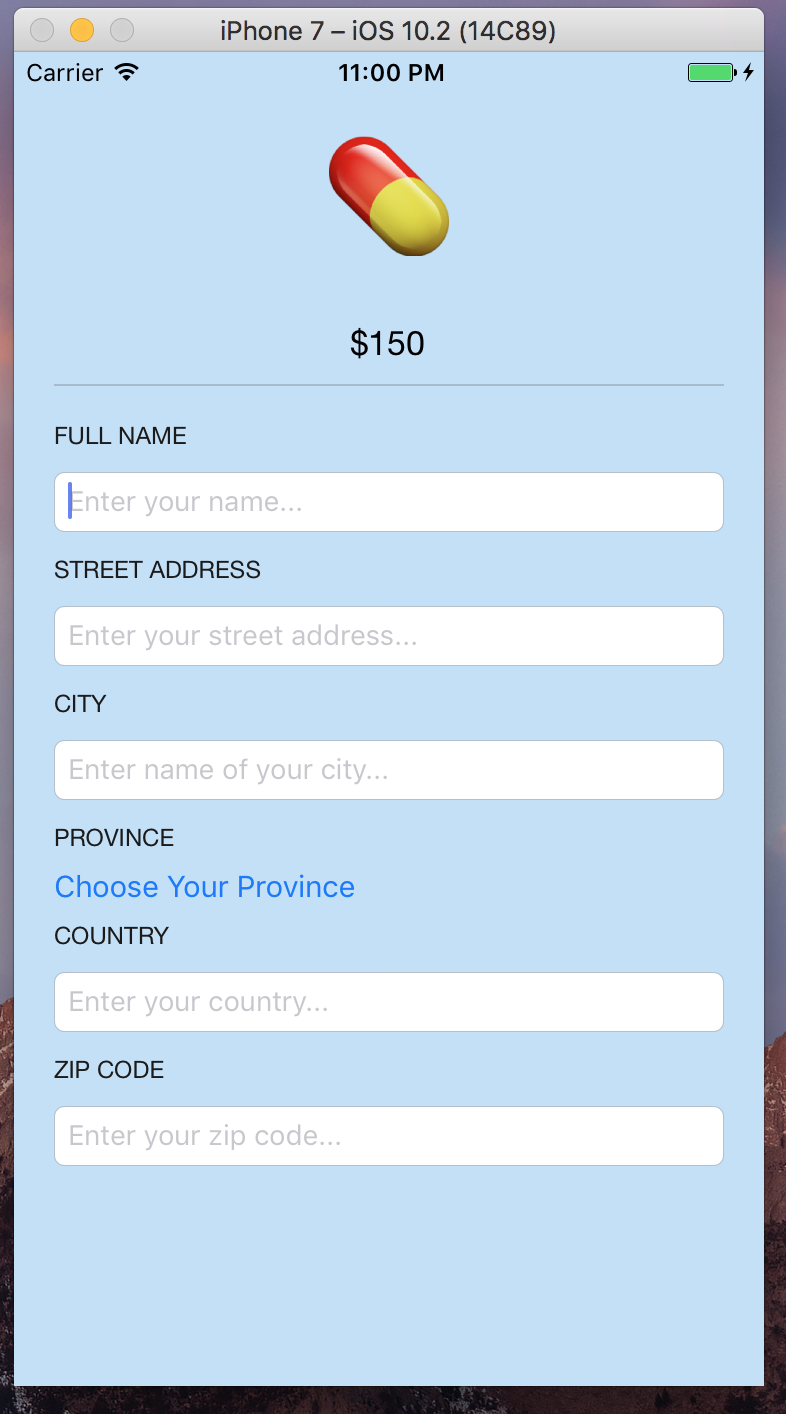 iPhone 7 – iOS 10.2 (14C89)
Carrier 11:00 PM
$150
FULL NAME
Enter your name...
STREET ADDRESS
Enter your street address...
CITY
Enter name of your city...
PROVINCE
Choose Your Province
COUNTRY
Enter your country...
ZIP CODE
Enter your zip code...